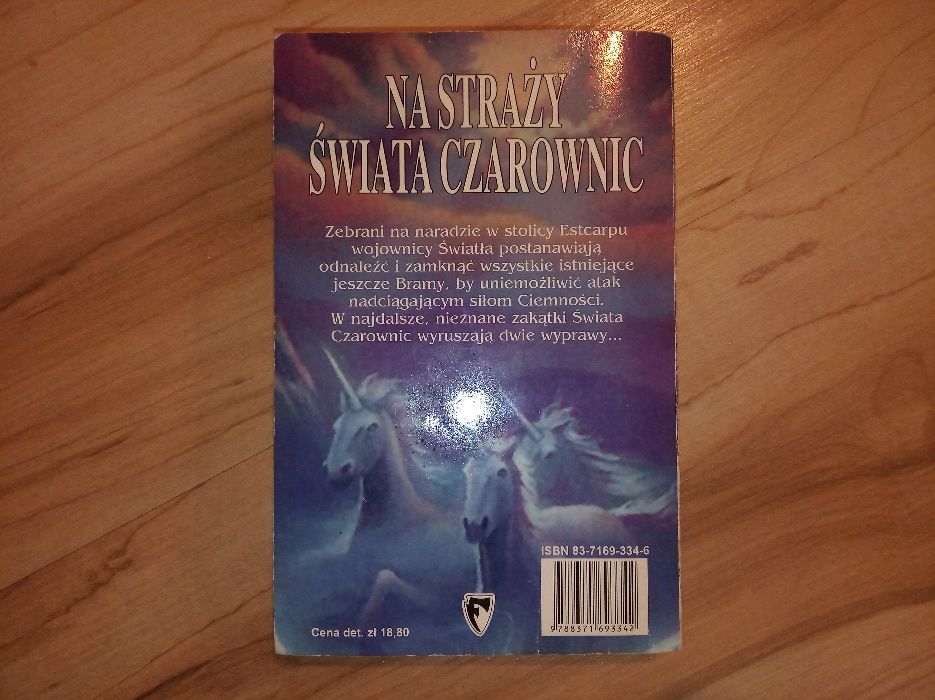 NA STRAŻY
ŚWIATA CZAROWNIC
Zebrani na naradzie w stolicy Estcarpu
wojownicy Światła postanawiają
odnaleźć i zamknąć wszystkie istniejące
jeszcze Bramy, by uniemożliwić atak
nadciągającym siłom Ciemności.
W najdalsze, nieznane zakątki Świata
Czarownic wyruszają dwie wyprawy...
ISBN 83-7169-334-6
9788371693342
Cena det. zł 18,80